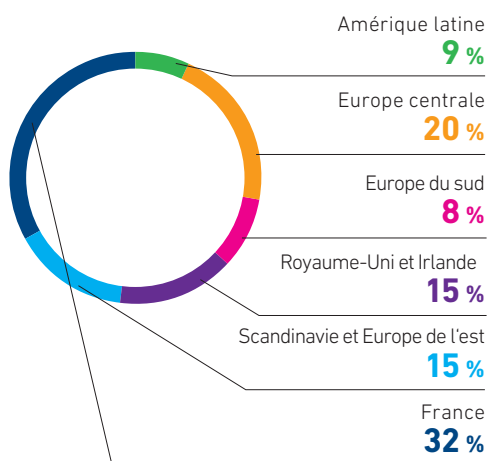 Amérique latine
9 %
Europe centrale
20 %
Europe du sud
8 %
Royaume-Uni et Irlande
15 %
Scandinavie et Europe de l'est
15 %
France
32 %